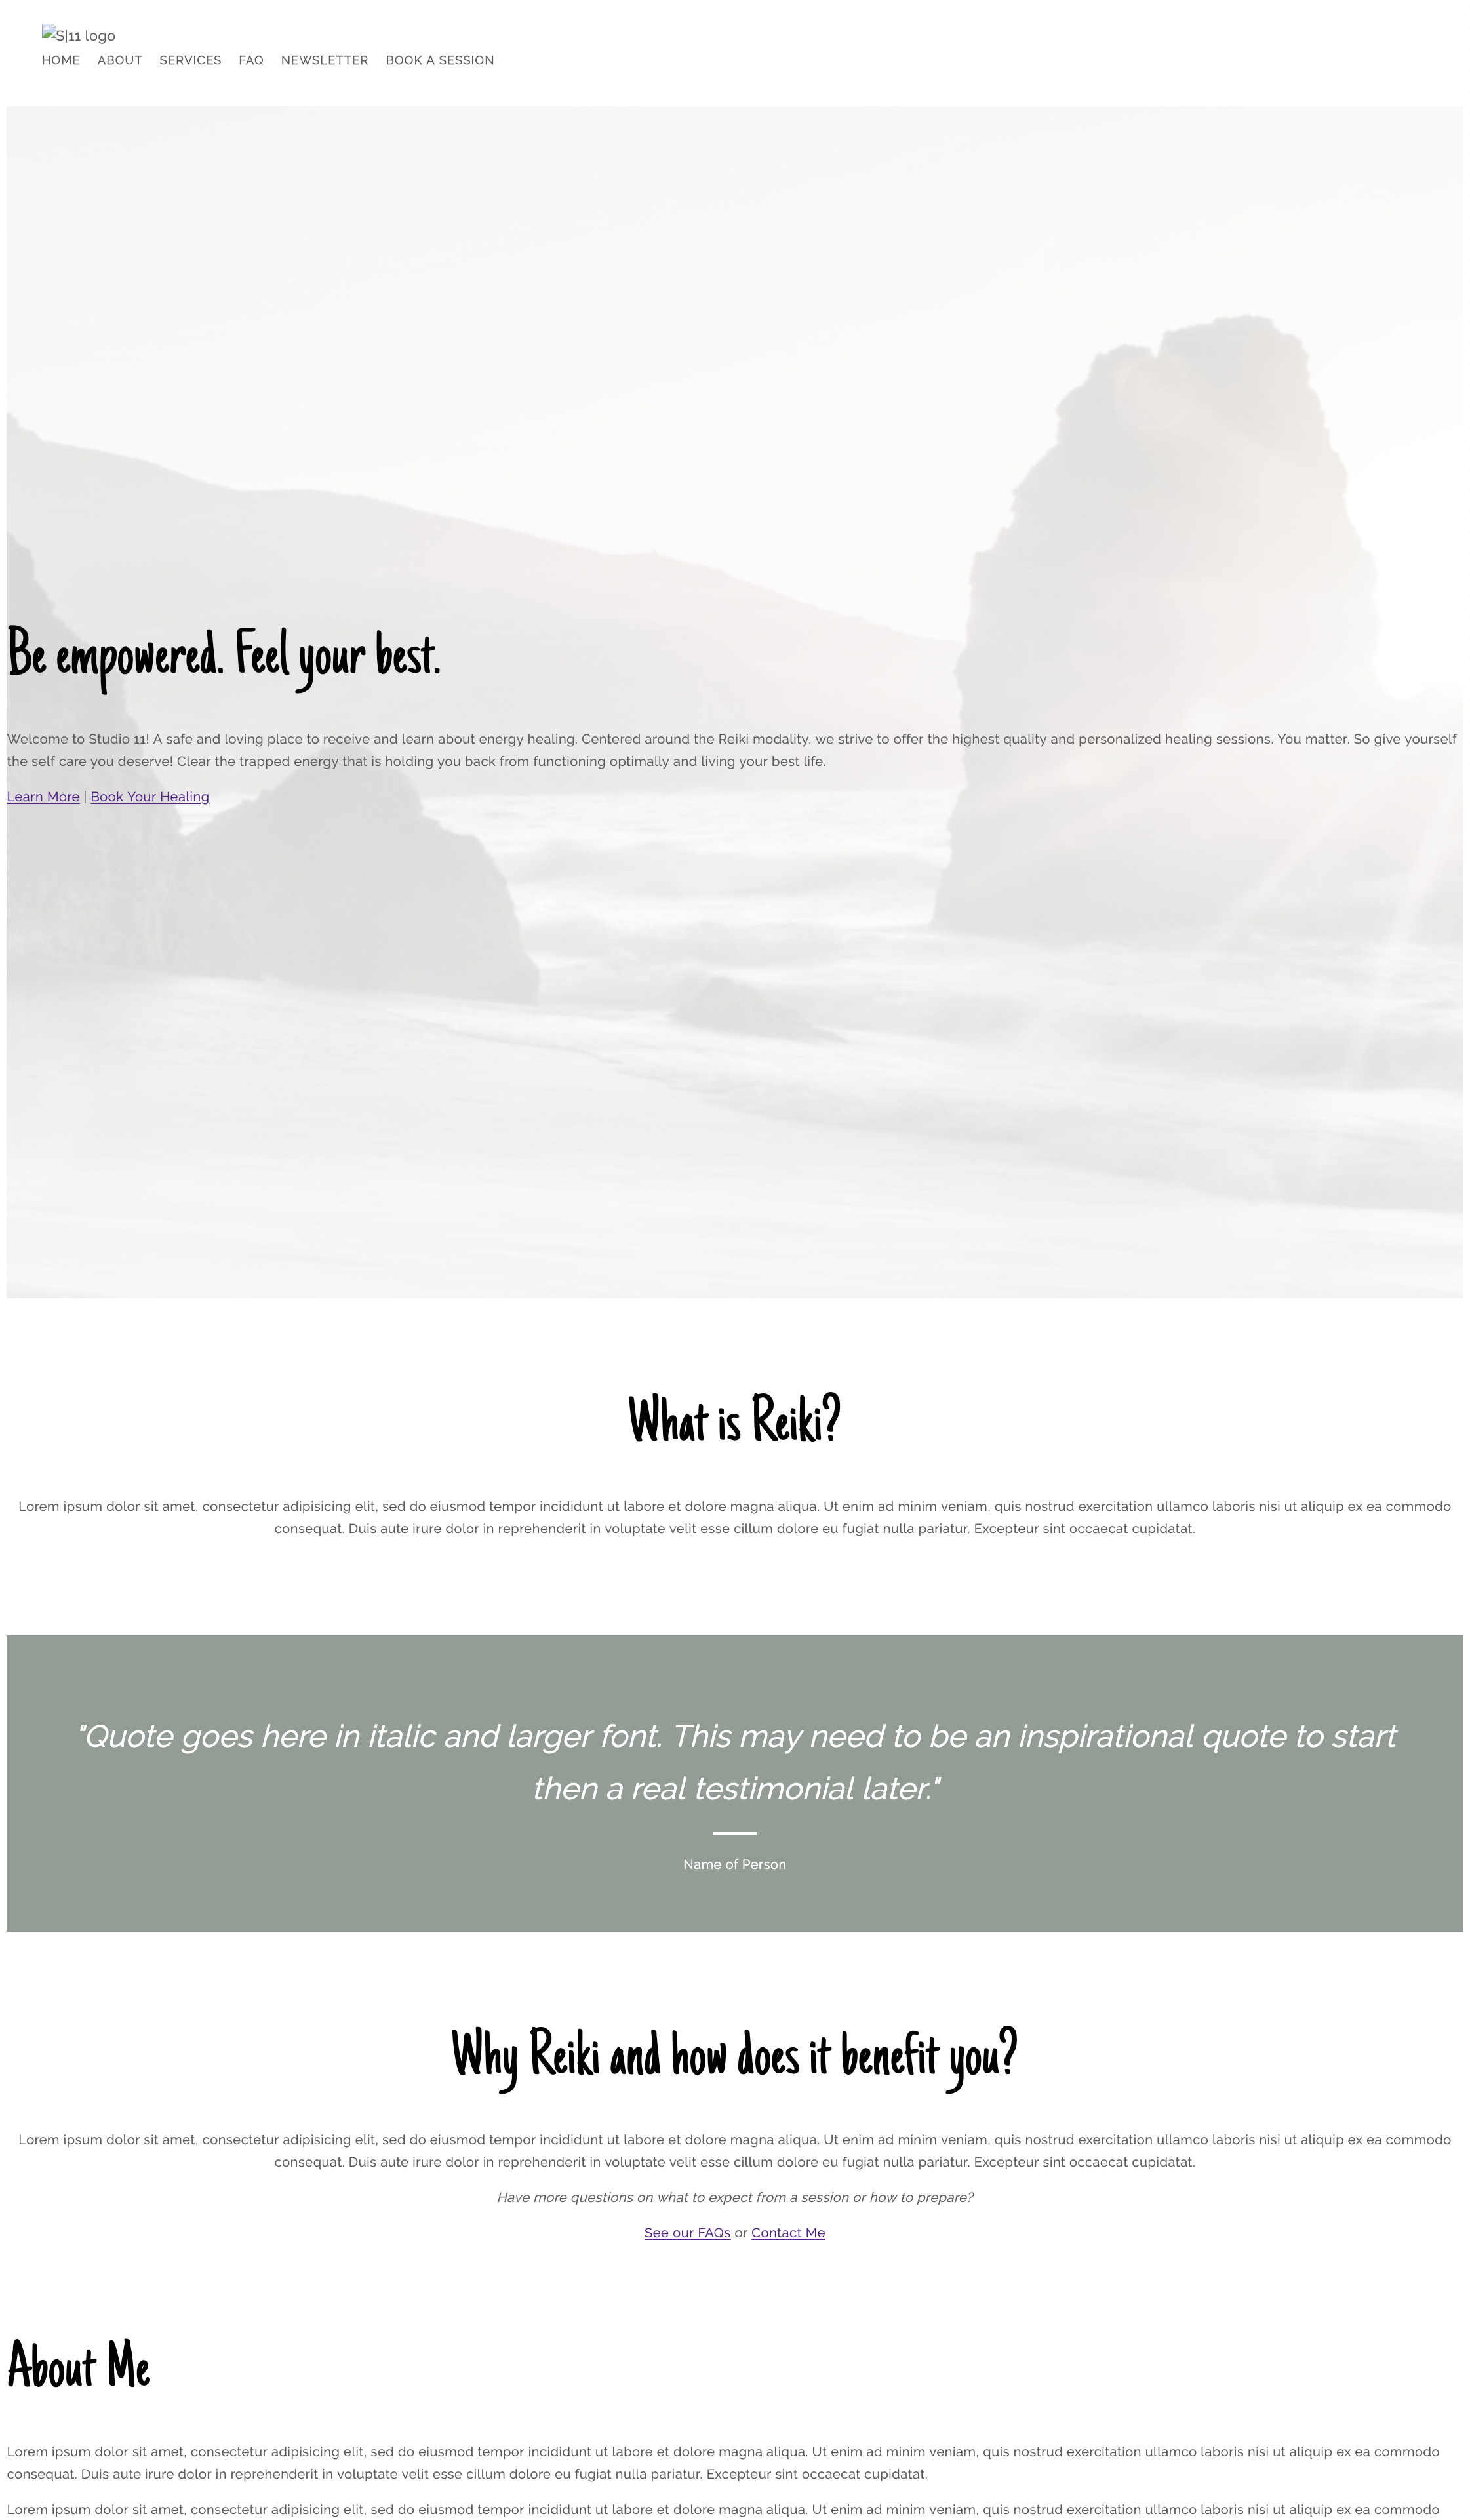 S|11 logo
HOME ABOUT SERVICES FAQ NEWSLETTER BOOK A SESSION
Be empowered. Feel your best.
Welcome to Studio 11! A safe and loving place to receive and learn about energy healing. Centered around the Reiki modality, we strive to offer the highest quality and personalized healing sessions. You matter. So give yourself
the self care you deserve! Clear the trapped energy that is holding you back from functioning optimally and living your best life.
Learn More | Book Your Healing
What is Reiki?
Lorem ipsum dolor sit amet, consectetur adipisicing elit, sed do eiusmod tempor incididunt ut labore et dolore magna aliqua. Ut enim ad minim veniam, quis nostrud exercitation ullamco laboris nisi ut aliquip ex ea commodo
consequat. Duis aute irure dolor in reprehenderit in voluptate velit esse cillum dolore eu fugiat nulla pariatur. Excepteur sint occaecat cupidatat.
"Quote goes here in italic and larger font. This may need to be an inspirational quote to start
then a real testimonial later."
Name of Person
Why Reiki and how does it benefit you?
Lorem ipsum dolor sit amet, consectetur adipisicing elit, sed do eiusmod tempor incididunt ut labore et dolore magna aliqua. Ut enim ad minim veniam, quis nostrud exercitation ullamco laboris nisi ut aliquip ex ea commodo
consequat. Duis aute irure dolor in reprehenderit in voluptate velit esse cillum dolore eu fugiat nulla pariatur. Excepteur sint occaecat cupidatat.
Have more questions on what to expect from a session or how to prepare?
See our FAQs or Contact Me
About Me
Lorem ipsum dolor sit amet, consectetur adipisicing elit, sed do eiusmod tempor incididunt ut labore et dolore magna aliqua. Ut enim ad minim veniam, quis nostrud exercitation ullamco laboris nisi ut aliquip ex ea commodo
consequat. Duis aute irure dolor in reprehenderit in voluptate velit esse cillum dolore eu fugiat nulla pariatur. Excepteur sint occaecat cupidatat.
Lorem ipsum dolor sit amet, consectetur adipisicing elit, sed do eiusmod tempor incididunt ut labore et dolore magna aliqua. Ut enim ad minim veniam, quis nostrud exercitation ullamco laboris nisi ut aliquip ex ea commodo